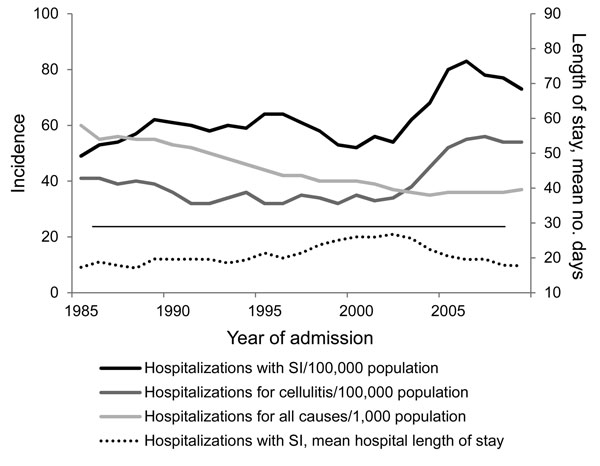 100
80
60
40
20
0
Incidence
90
80
70
60
50
40
30
20
10
Length of stay, mean no. days
1985
1990
1995
2000
2005
Year of admission
Hospitalizations with SI/100,000 population
Hospitalizations for cellulitis/100,000 population
Hospitalizations for all causes/1,000 population
Hospitalizations with SI, mean hospital length of stay